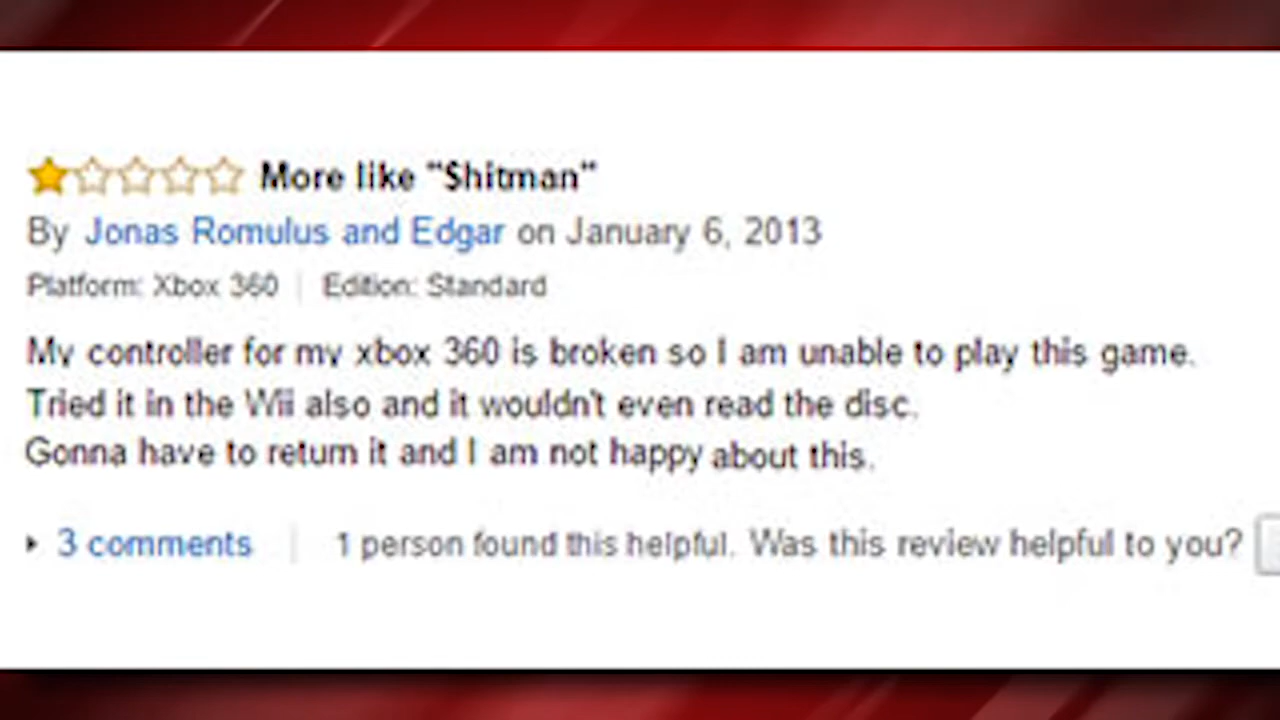 More like "$hitman"
By Jonas Romulus and Edgar on January 6, 2013
Platform: Xbox 360 | Edition: Standard
My controller for my xbox 360 is broken so I am unable to play this game.
Tried it in the Wii also and it wouldn't even read the disc.
Gonna have to return it and I am not happy about this.
3 comments | 1 person found this helpful. Was this review helpful to you?